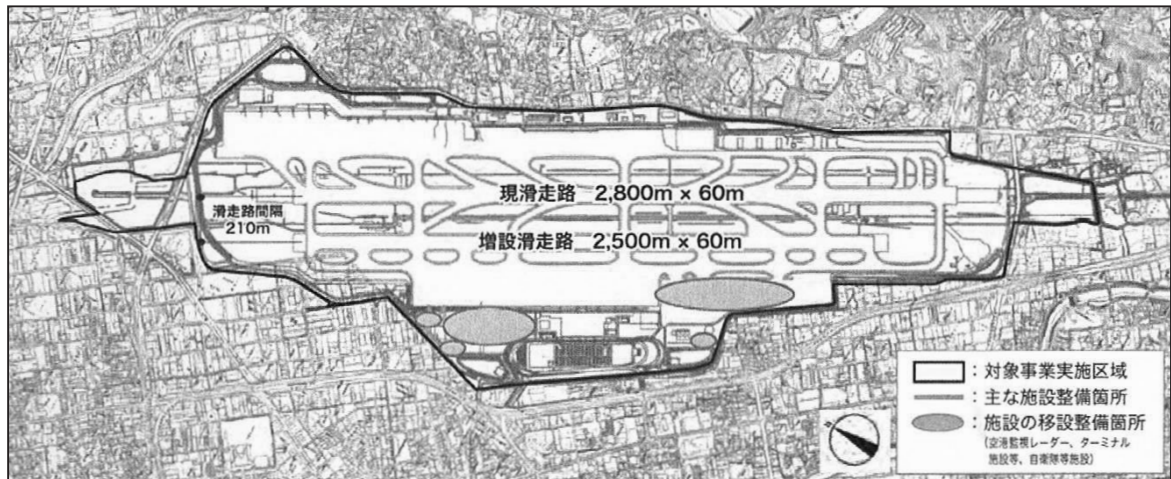 現滑走路 2,800m × 60m
滑走路間隔
210m
増設滑走路 2,500m × 60m
：対象事業実施区域
：主な施設整備箇所
：施設の移設整備箇所
(空港監視レーダー、ターミナル
施設等、自衛隊等施設)